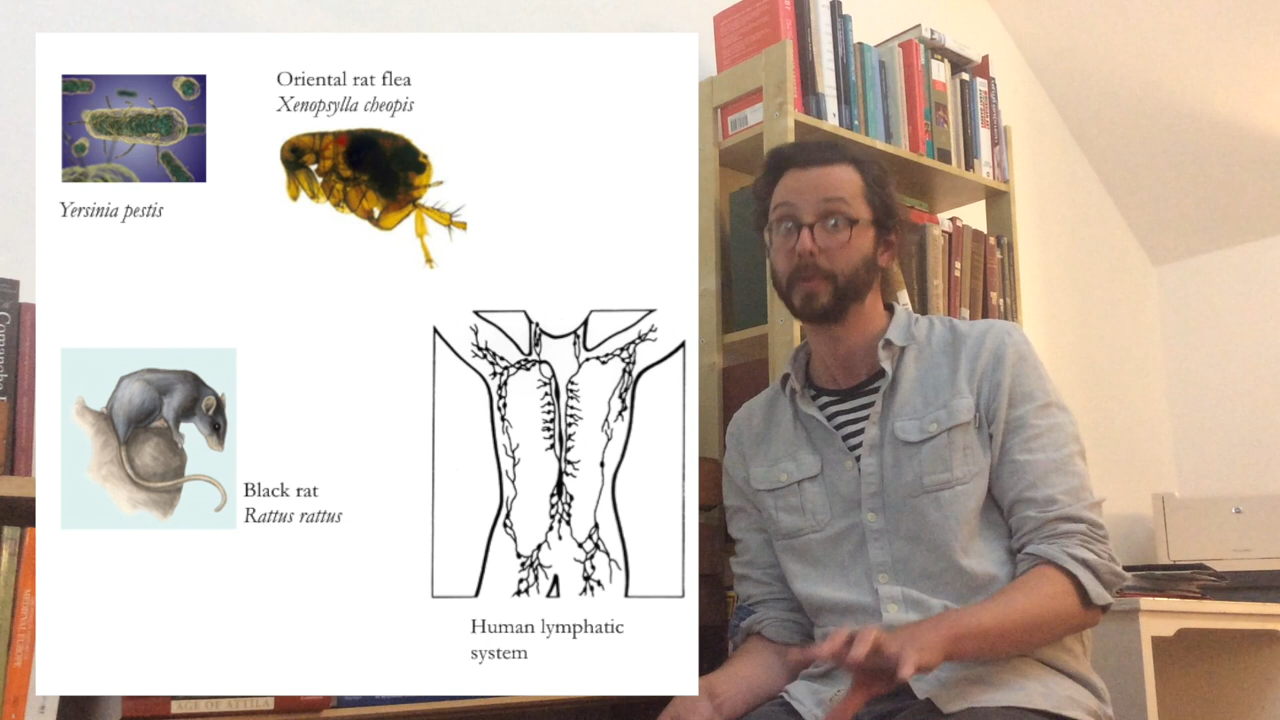 Oriental rat flea
Xenopsylla cheopis
Yersinia pestis
Black rat
Rattus rattus
Human lymphatic
system
AGE OF ATTILA